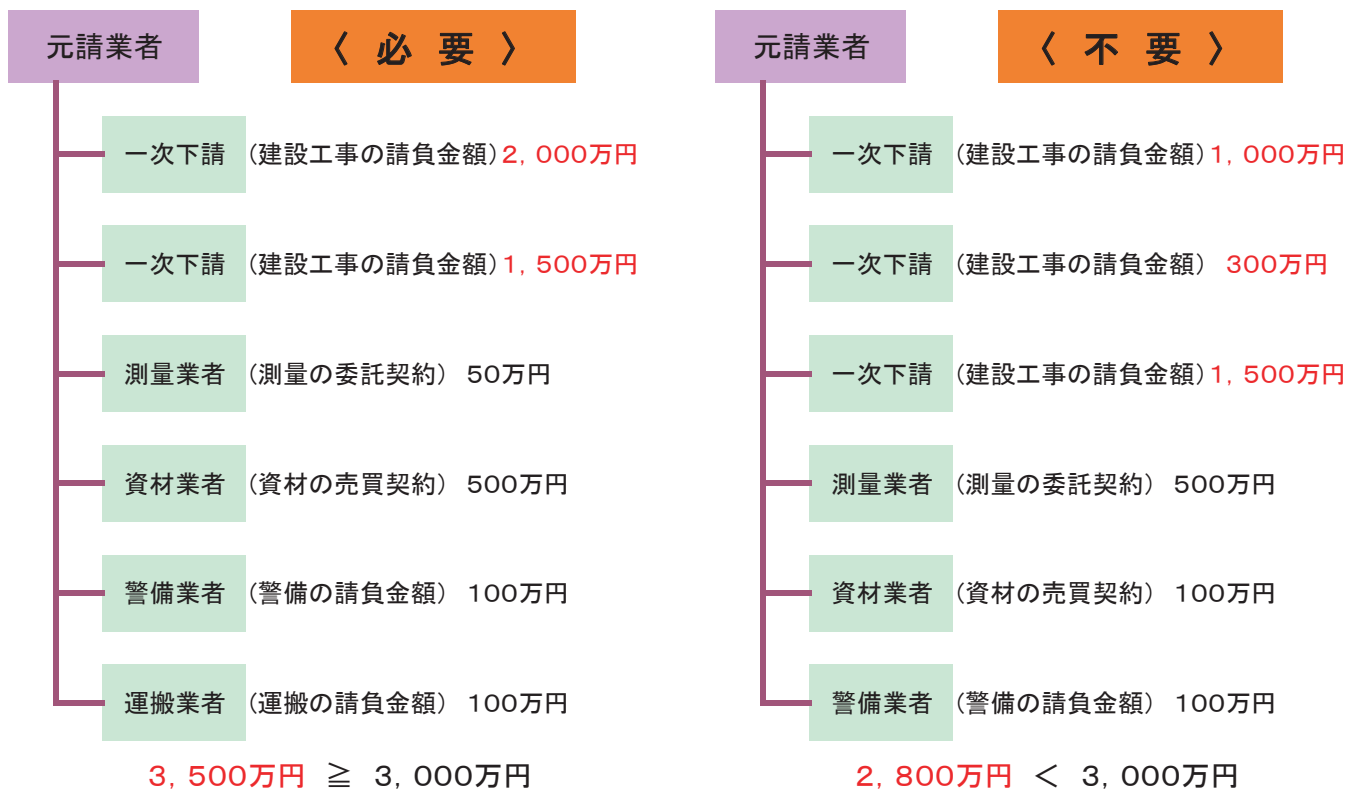 元請業者
〈 必 要 〉
一次下請 (建設工事の請負金額)2,000万円
一次下請 (建設工事の請負金額)1,500万円
測量業者 (測量の委託契約) 50万円
資材業者 (資材の売買契約) 500万円
警備業者 (警備の請負金額) 100万円
運搬業者 (運搬の請負金額) 100万円
3,500万円 ≧ 3,000万円
元請業者
〈 不 要 〉
一次下請 (建設工事の請負金額)1,000万円
一次下請 (建設工事の請負金額) 300万円
一次下請 (建設工事の請負金額)1,500万円
測量業者 (測量の委託契約) 500万円
資材業者 (資材の売買契約) 100万円
警備業者 (警備の請負金額) 100万円
2,800万円 < 3,000万円